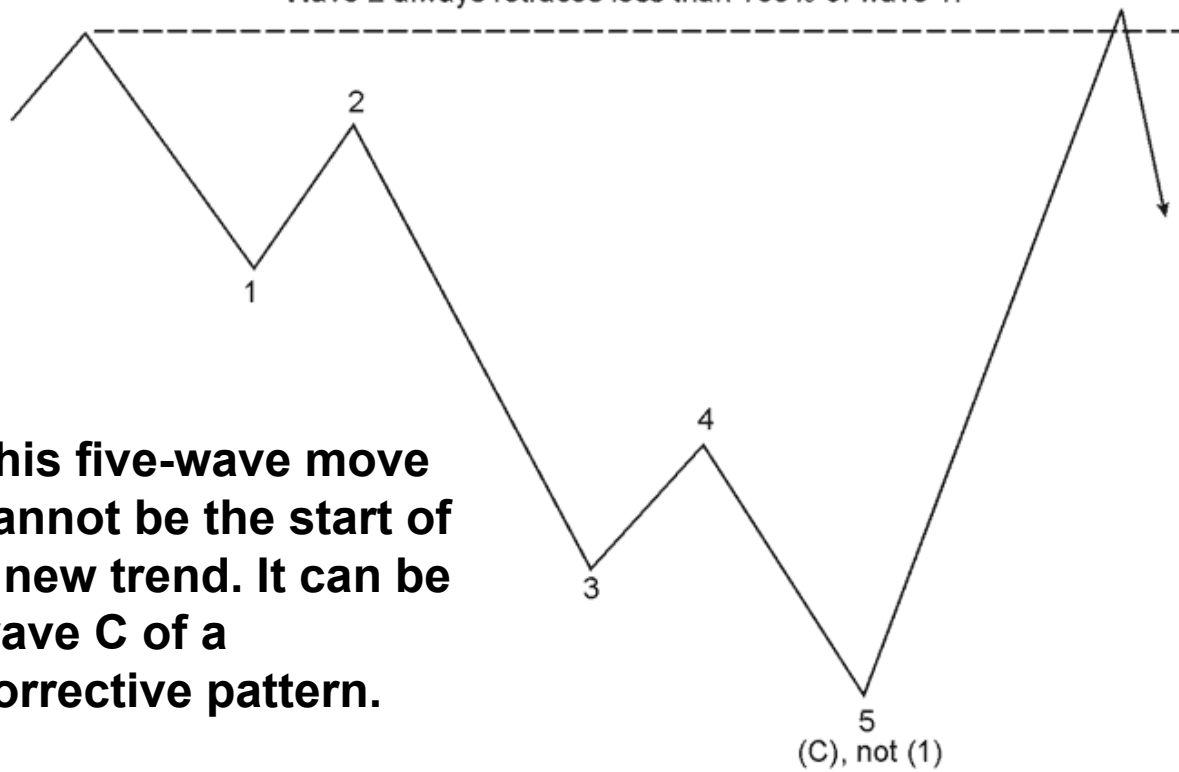 Wave 2 always retraces less than 100% of wave 1.
2
1
4
his five-wave move
annot be the start of
new trend. It can be
ave C of a
orrective pattern.
3
5
(C), not (1)